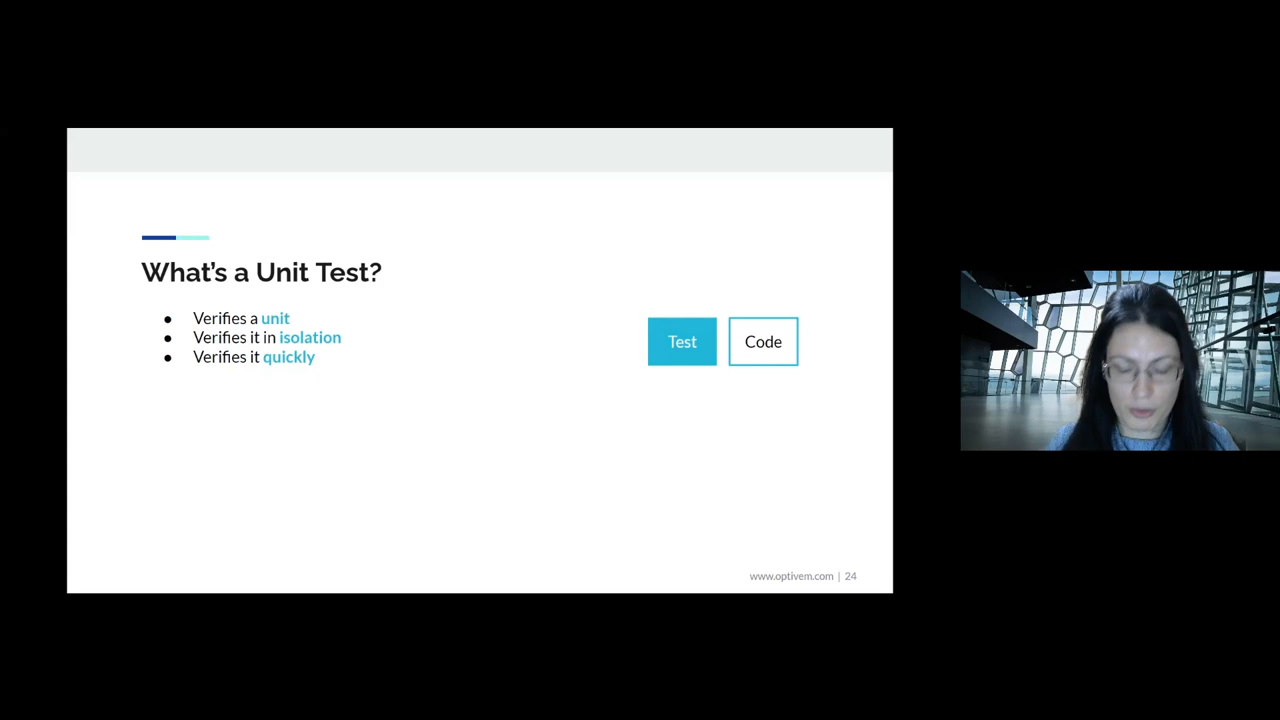 What's a Unit Test?
● Verifies a unit
● Verifies it in isolation
● Verifies it quickly
Test Code
www.optivem.com | 24